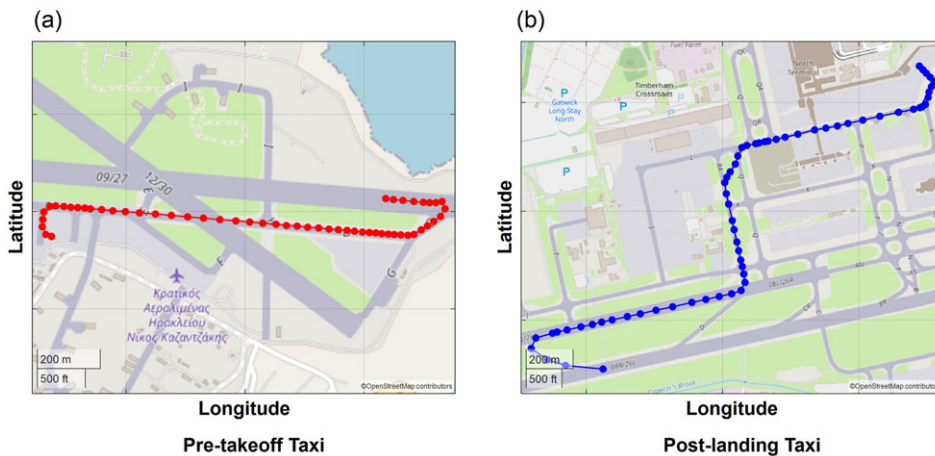 (a)
(b)
09/27
12/30
E
F
G
I
J
Κρατικός
Αερολιμένας
Ηρακλείου
Νίκος Καζαντζάκης
200 m
500 ft
©OpenStreetMap contributors
Latitude
Longitude
Pre-takeoff Taxi
Fuel Farm
North
Terminal
Timberham
Crossroads
P
P
P
P
Gatwick
Long Stay
North
P
J
Q
AN
08L/26R
08R/26L
200 m
500 ft
©OpenStreetMap contributors
Latitude
Longitude
Post-landing Taxi